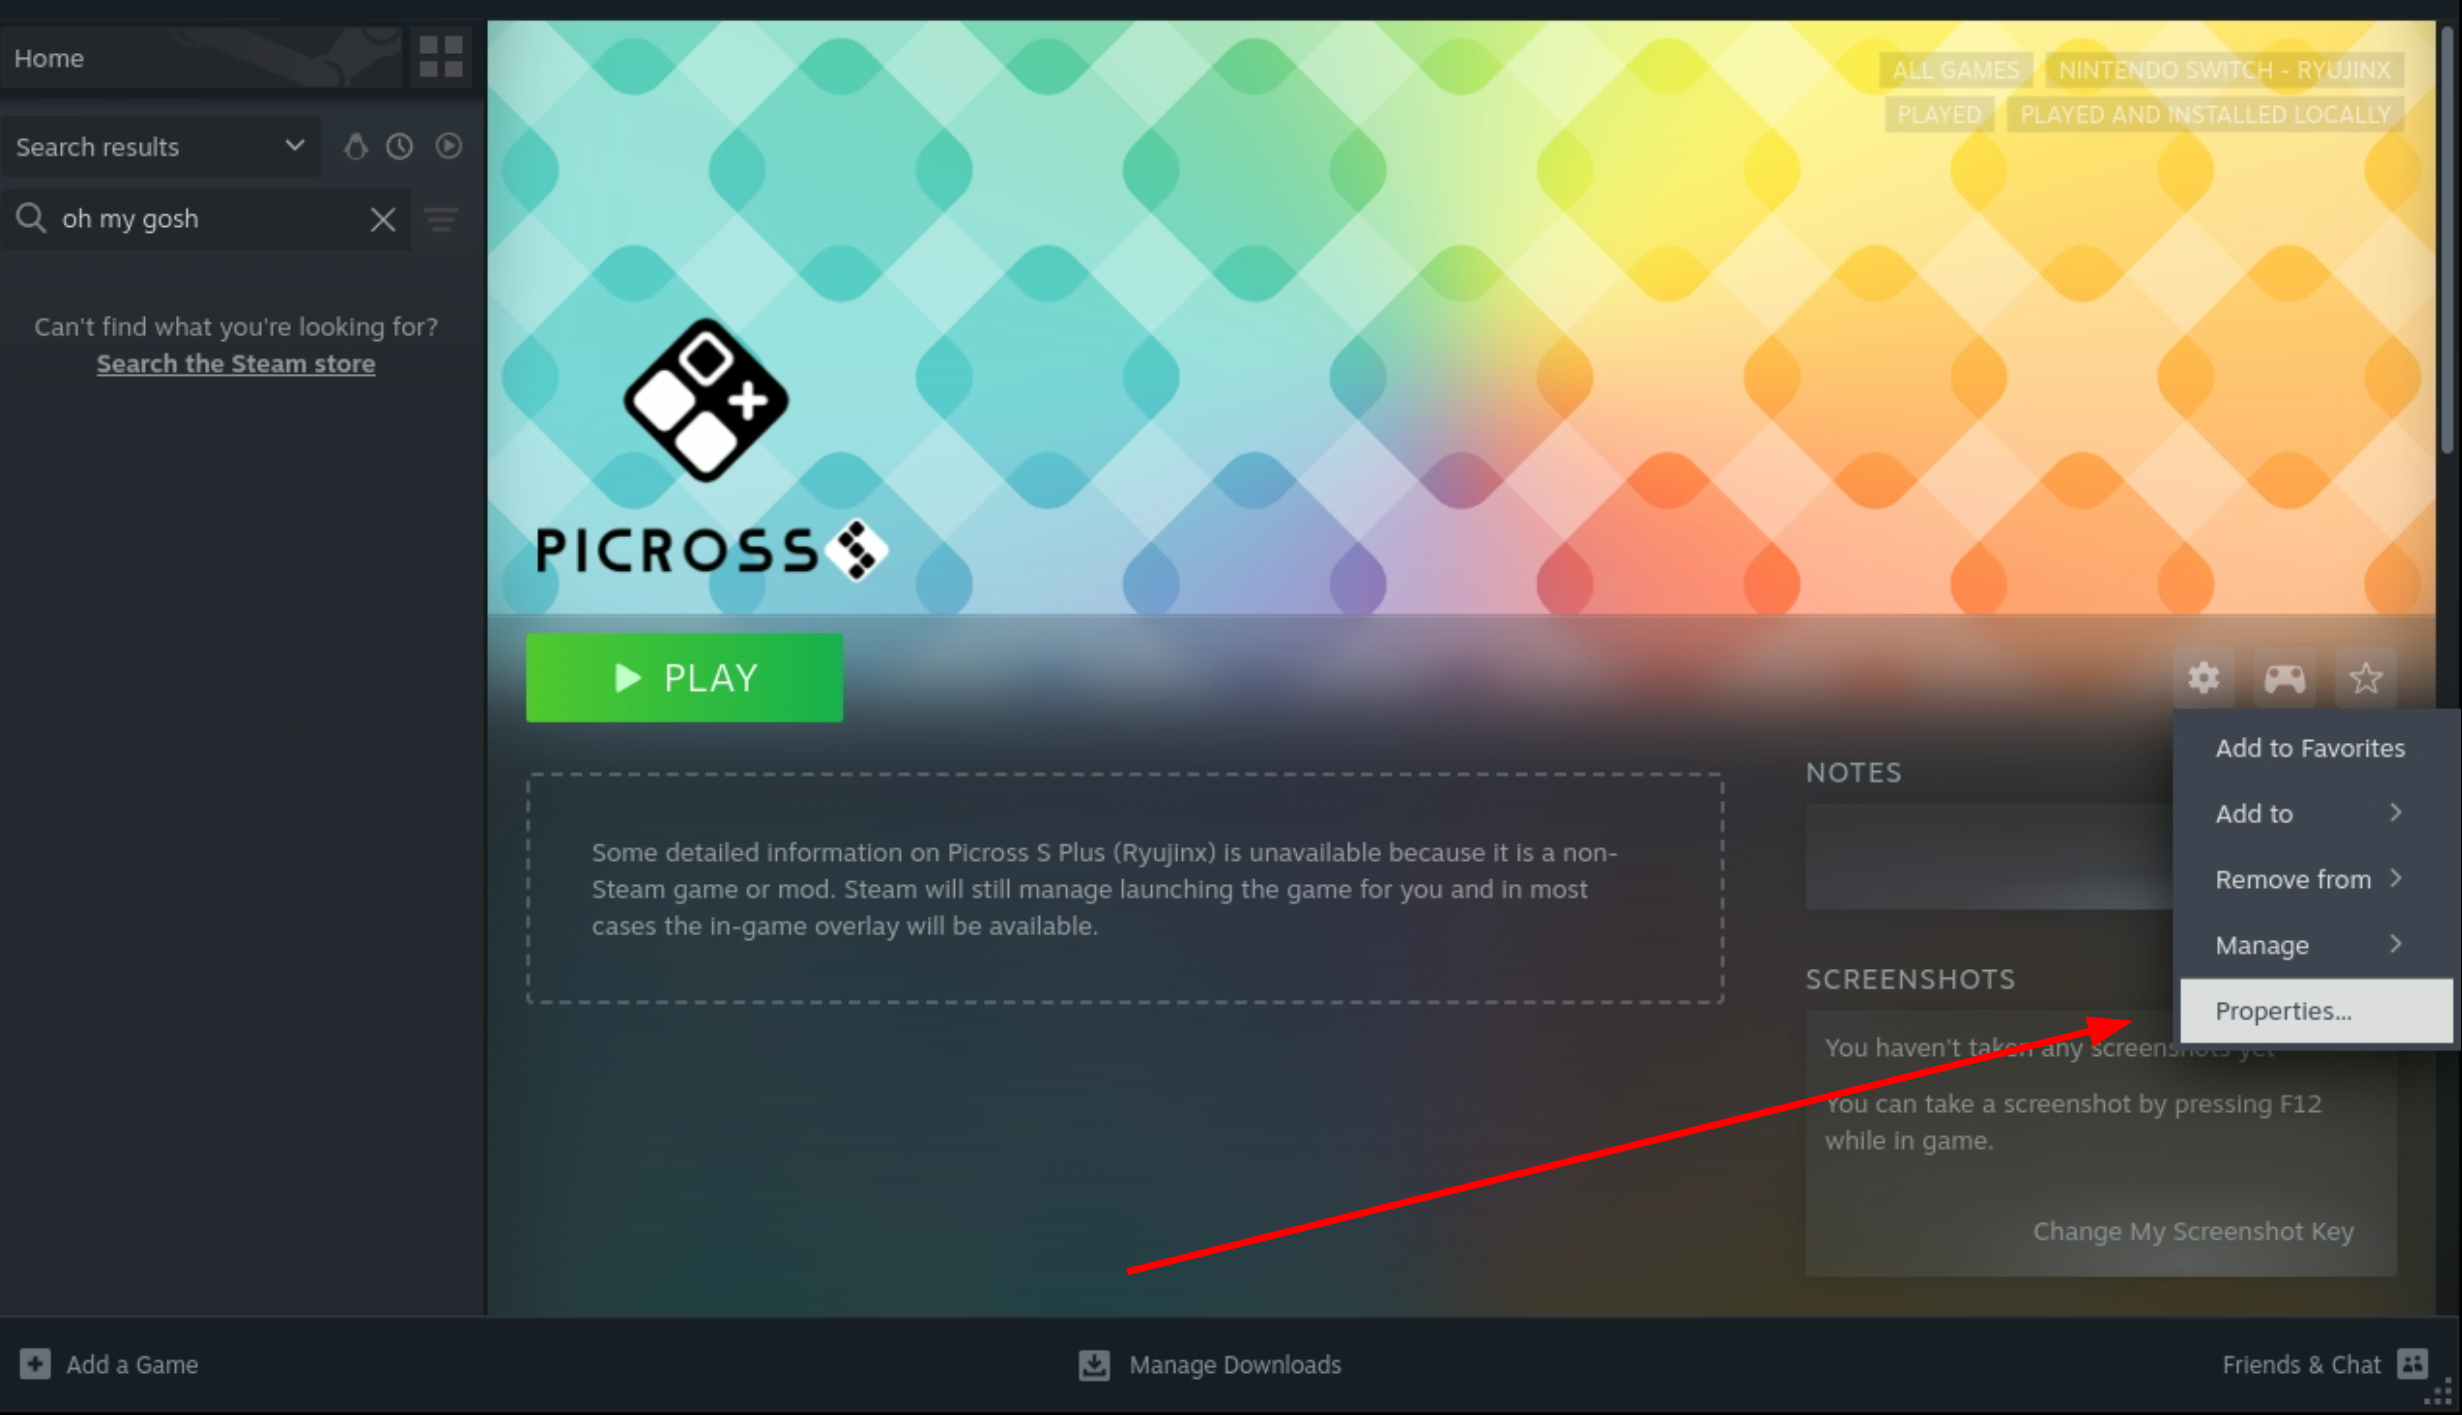 Home
Search results
oh my gosh
Can't find what you're looking for?
Search the Steam store
ALL GAMES
NINTENDO SWITCH - RYUJINX
PLAYED
PLAYED AND INSTALLED LOCALLY
PICROSS S
PLAY
Some detailed information on Picross S Plus (Ryujinx) is unavailable because it is a non-
Steam game or mod. Steam will still manage launching the game for you and in most
cases the in-game overlay will be available.
NOTES
SCREENSHOTS
You haven't taken any screenshots yet
You can take a screenshot by pressing F12
while in game.
Change My Screenshot Key
Add to Favorites
Add to
Remove from
Manage
Properties...
Add a Game
Manage Downloads
Friends & Chat